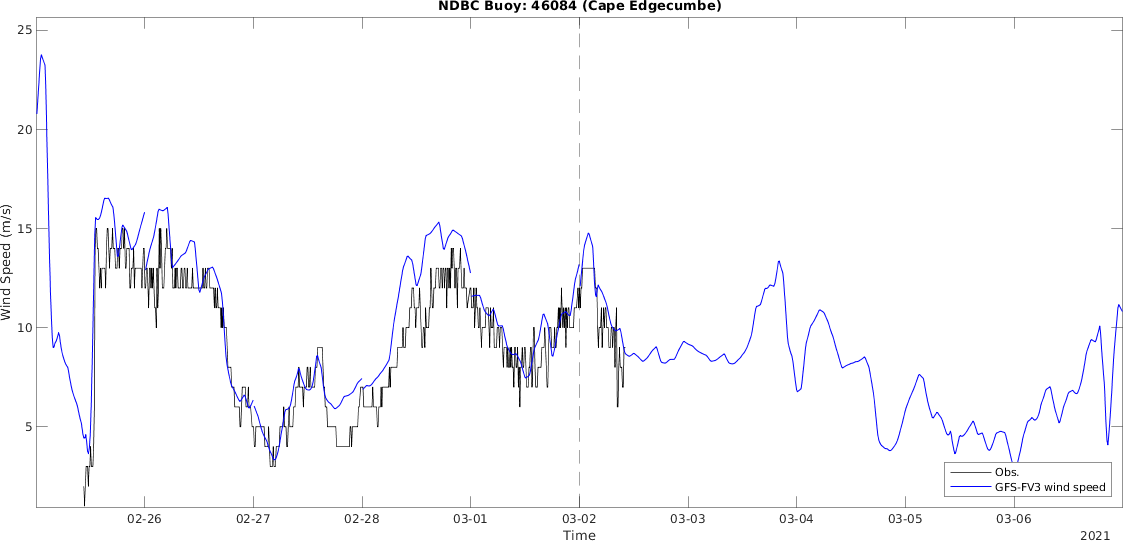 NDBC Buoy: 46084 (Cape Edgecumbe)
25
20
15
10
5
Wind Speed (m/s)
Obs.
GFS-FV3 wind speed
02-26 02-27 02-28 03-01 03-02 03-03 03-04 03-05 03-06
Time
2021